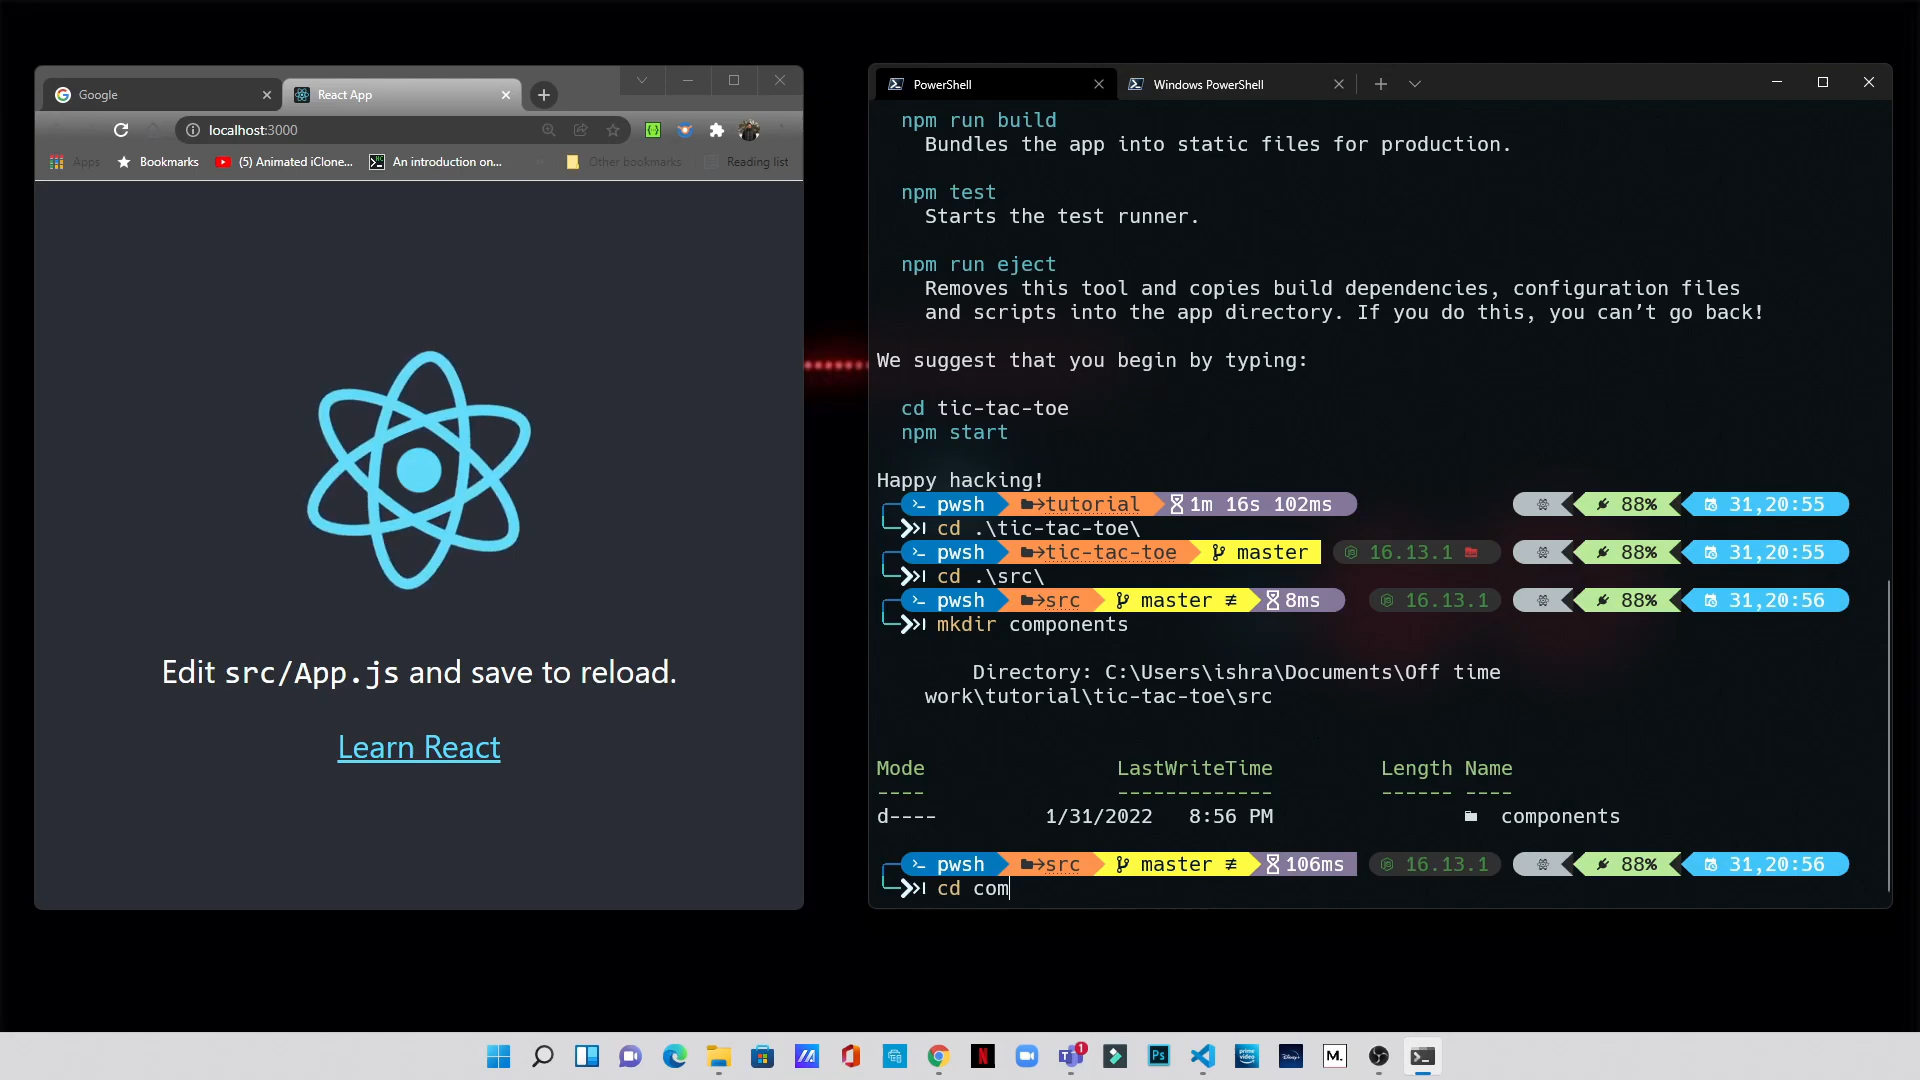 Google
React App
localhost:3000
Apps
Bookmarks
(5) Animated iClone...
An introduction on...
Other bookmarks
Reading list
Edit src/App.js and save to reload.
Learn React
PowerShell
Windows PowerShell
npm run build
Bundles the app into static files for production.
npm test
Starts the test runner.
npm run eject
Removes this tool and copies build dependencies, configuration files
and scripts into the app directory. If you do this, you can’t go back!
We suggest that you begin by typing:
cd tic-tac-toe
npm start
Happy hacking!
pwsh tutorial 1m 16s 102ms 88% 31,20:55
cd .\tic-tac-toe\
pwsh tic-tac-toe master 16.13.1 88% 31,20:55
cd .\src\
pwsh src master ≢ 8ms 16.13.1 88% 31,20:56
mkdir components
Directory: C:\Users\ishra\Documents\Off time
work\tutorial\tic-tac-toe\src
Mode LastWriteTime Length Name
---- ------------- ------ ----
d---- 1/31/2022 8:56 PM components
pwsh src master ≢ 106ms 16.13.1 88% 31,20:56
cd com
N
1
Ps
prime video
Disney+
M.